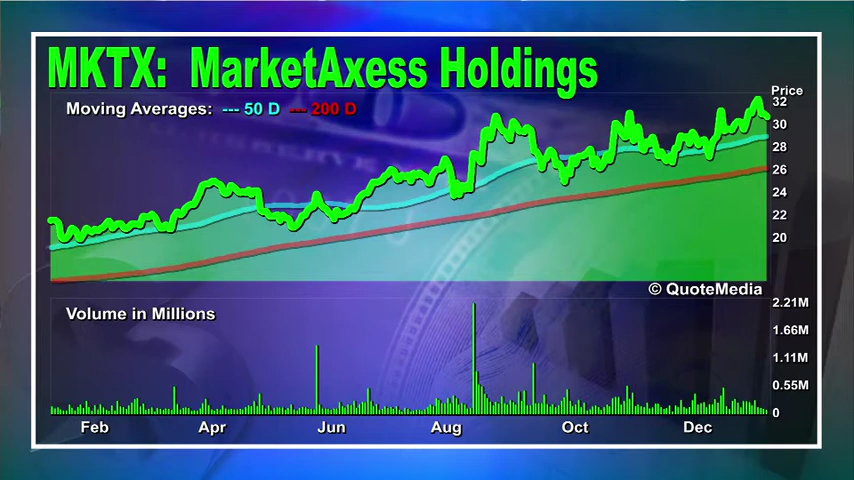 MKTX: MarketAxess Holdings
Moving Averages: --- 50 D --- 200 D
Price
32
30
28
26
24
22
20
© QuoteMedia
Volume in Millions
2.21M
1.66M
1.11M
0.55M
0
Feb Apr Jun Aug Oct Dec